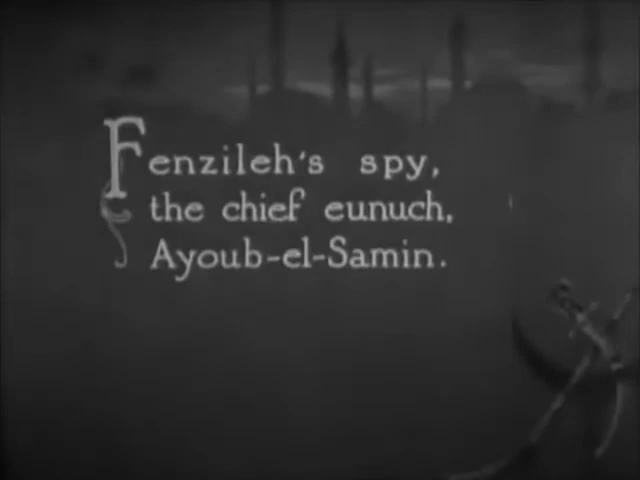 Fenzileh's spy,
the chief eunuch,
Ayoub-el-Samin.